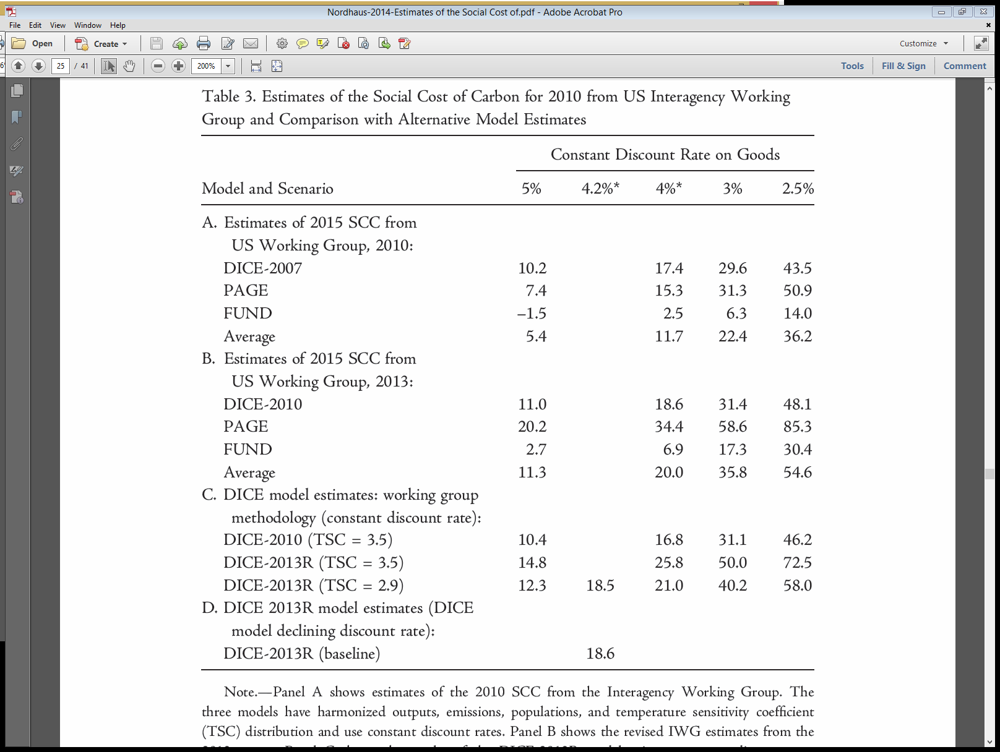 Nordhaus-2014-Estimates of the Social Cost of.pdf - Adobe Acrobat Pro
File Edit View Window Help
Open Create Customize
25 / 41 200% Tools Fill & Sign Comment
Table 3. Estimates of the Social Cost of Carbon for 2010 from US Interagency Working
Group and Comparison with Alternative Model Estimates
Constant Discount Rate on Goods
Model and Scenario 5% 4.2%* 4%* 3% 2.5%
A. Estimates of 2015 SCC from
US Working Group, 2010:
DICE-2007 10.2 17.4 29.6 43.5
PAGE 7.4 15.3 31.3 50.9
FUND –1.5 2.5 6.3 14.0
Average 5.4 11.7 22.4 36.2
B. Estimates of 2015 SCC from
US Working Group, 2013:
DICE-2010 11.0 18.6 31.4 48.1
PAGE 20.2 34.4 58.6 85.3
FUND 2.7 6.9 17.3 30.4
Average 11.3 20.0 35.8 54.6
C. DICE model estimates: working group
methodology (constant discount rate):
DICE-2010 (TSC = 3.5) 10.4 16.8 31.1 46.2
DICE-2013R (TSC = 3.5) 14.8 25.8 50.0 72.5
DICE-2013R (TSC = 2.9) 12.3 18.5 21.0 40.2 58.0
D. DICE 2013R model estimates (DICE
model declining discount rate):
DICE-2013R (baseline) 18.6
Note.—Panel A shows estimates of the 2010 SCC from the Interagency Working Group. The
three models have harmonized outputs, emissions, populations, and temperature sensitivity coefficient
(TSC) distribution and use constant discount rates. Panel B shows the revised IWG estimates from the